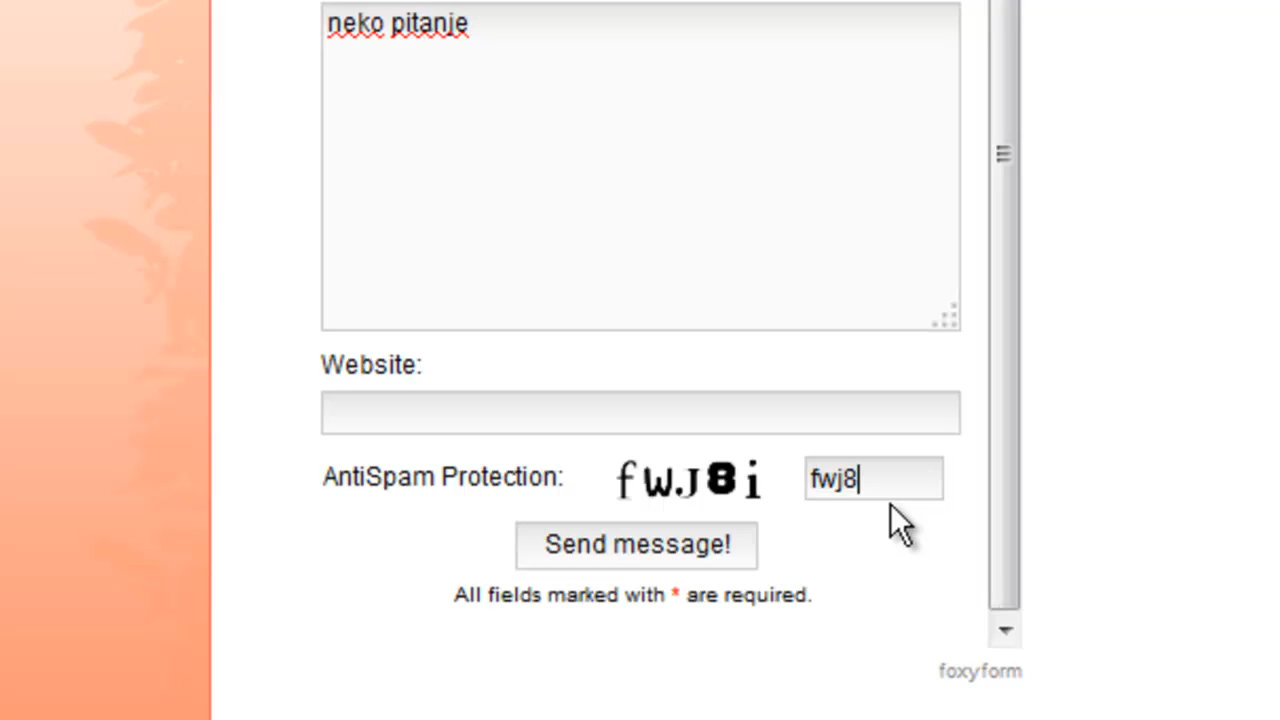 neko pitanje
Website:
AntiSpam Protection: fwJ8i fwj8
Send message!
All fields marked with * are required.
foxyform